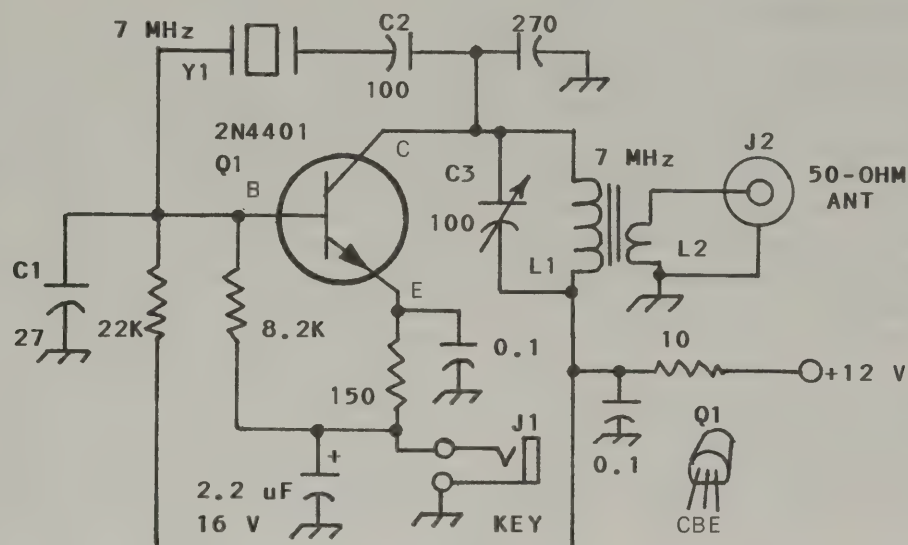 7 MHz
C2
270
Y1
100
2N4401
Q1
C
7 MHz
J2
B
C3
50-OHM
ANT
100
C1
L1
L2
E
27
22K
8.2K
0.1
10
+12 V
150
J1
Q1
+
0.1
2.2 uF
16 V
KEY
CBE